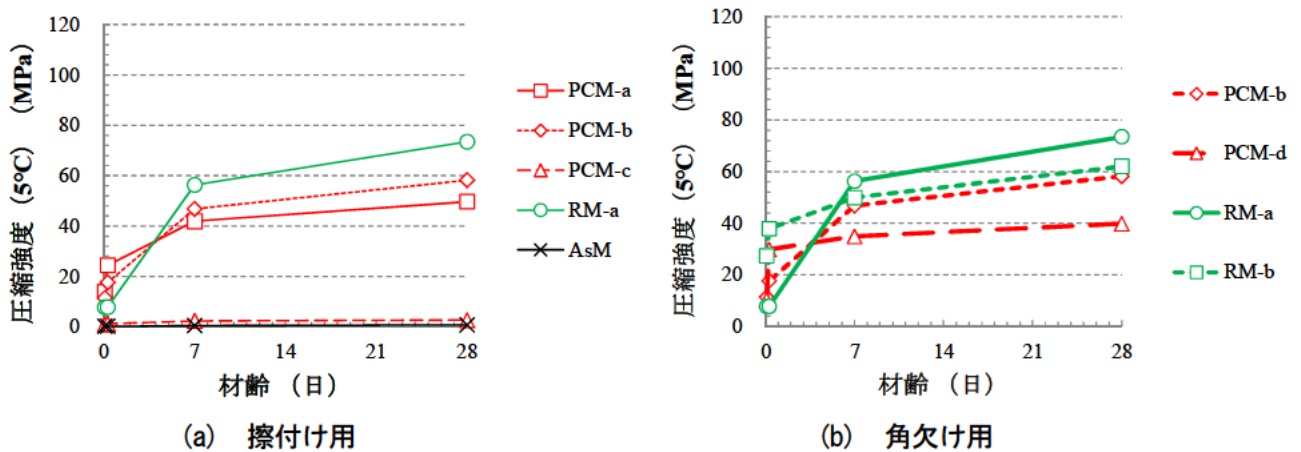 120
100
80
60
40
20
0
圧縮強度 (5℃) (MPa)
0 7 14 21 28
材齢 (日)
PCM-a
PCM-b
PCM-c
RM-a
AsM
(a) 擦付け用
120
100
80
60
40
20
0
圧縮強度 (5℃) (MPa)
0 7 14 21 28
材齢 (日)
PCM-b
PCM-d
RM-a
RM-b
(b) 角欠け用